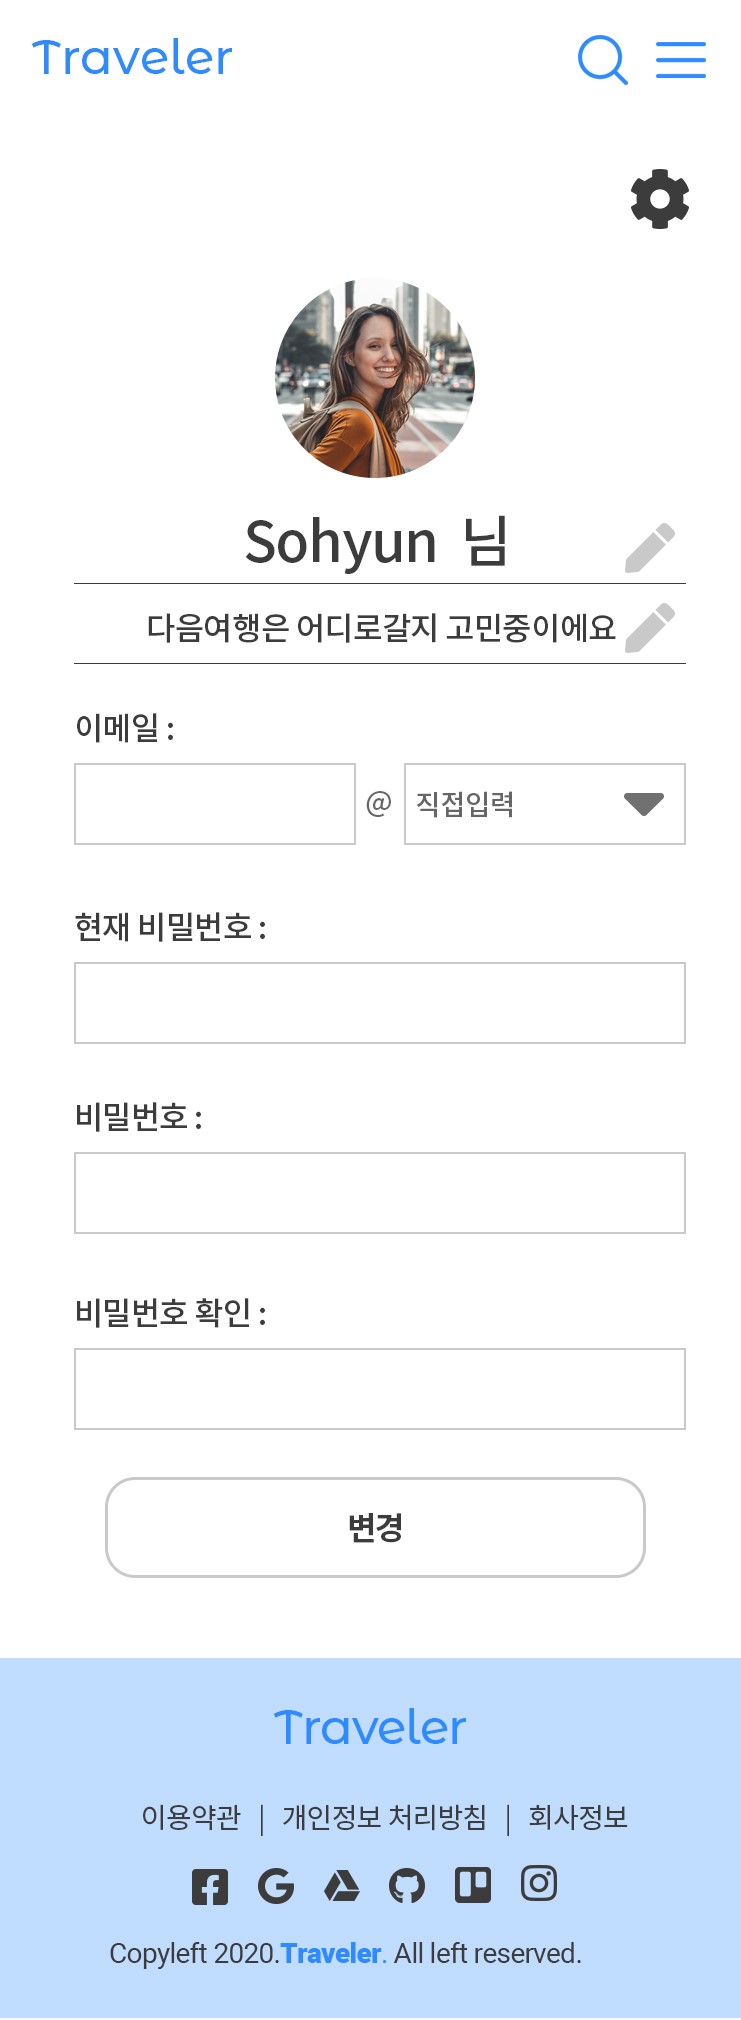 Traveler
Sohyun 님
다음여행은 어디로갈지 고민중이에요
이메일 :
@ 직접입력
현재 비밀번호 :
비밀번호 :
비밀번호 확인 :
변경
Traveler
이용약관 | 개인정보 처리방침 | 회사정보
Copyleft 2020.Traveler. All left reserved.